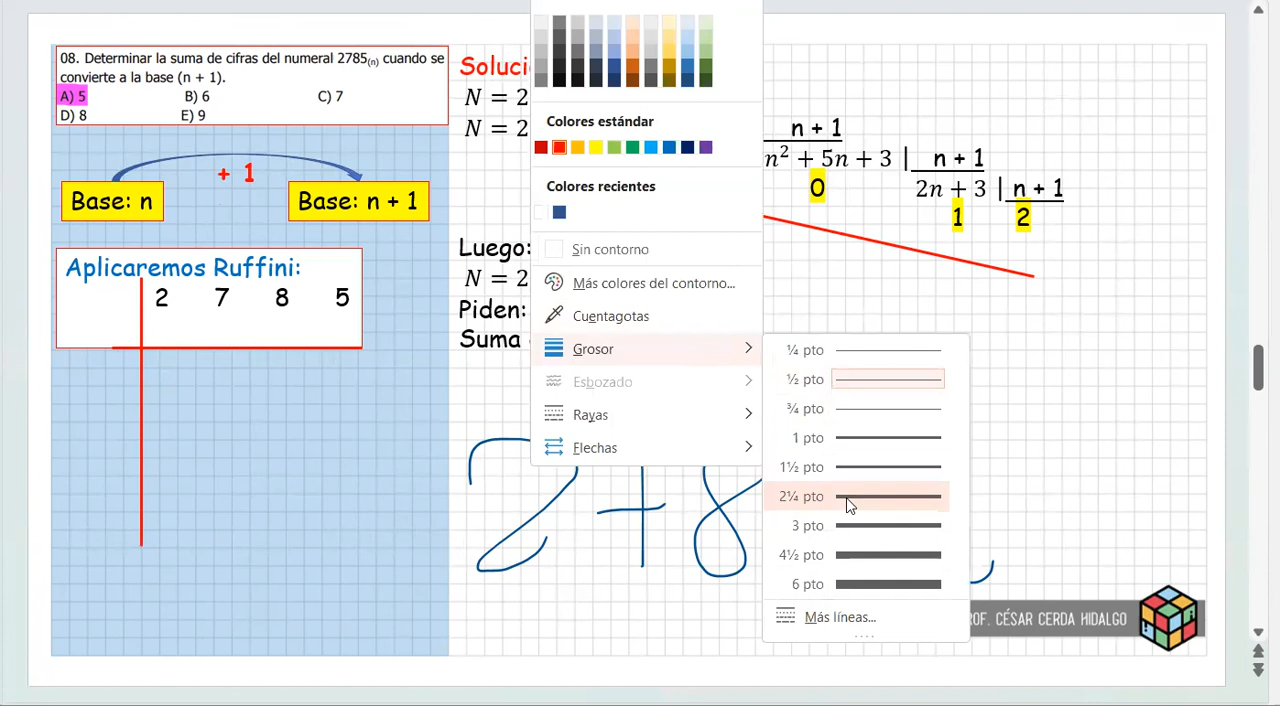 08. Determinar la suma de cifras del numeral 2785(n) cuando se
convierte a la base (n + 1).
A) 5 B) 6 C) 7
D) 8 E) 9
+ 1
Base: n Base: n + 1
Aplicaremos Ruffini:
2 7 8 5
Soluci
N = 2
N = 2
Luego:
N = 2
Piden:
Suma
n + 1
n² + 5n + 3 | n + 1
0 2n + 3 | n + 1
1 2
2 + 8
Colores estándar
Colores recientes
Sin contorno
Más colores del contorno...
Cuentagotas
Grosor
Esbozado
Rayas
Flechas
¼ pto
½ pto
¾ pto
1 pto
1½ pto
2¼ pto
3 pto
4½ pto
6 pto
Más líneas...
ROF. CÉSAR CERDA HIDALGO